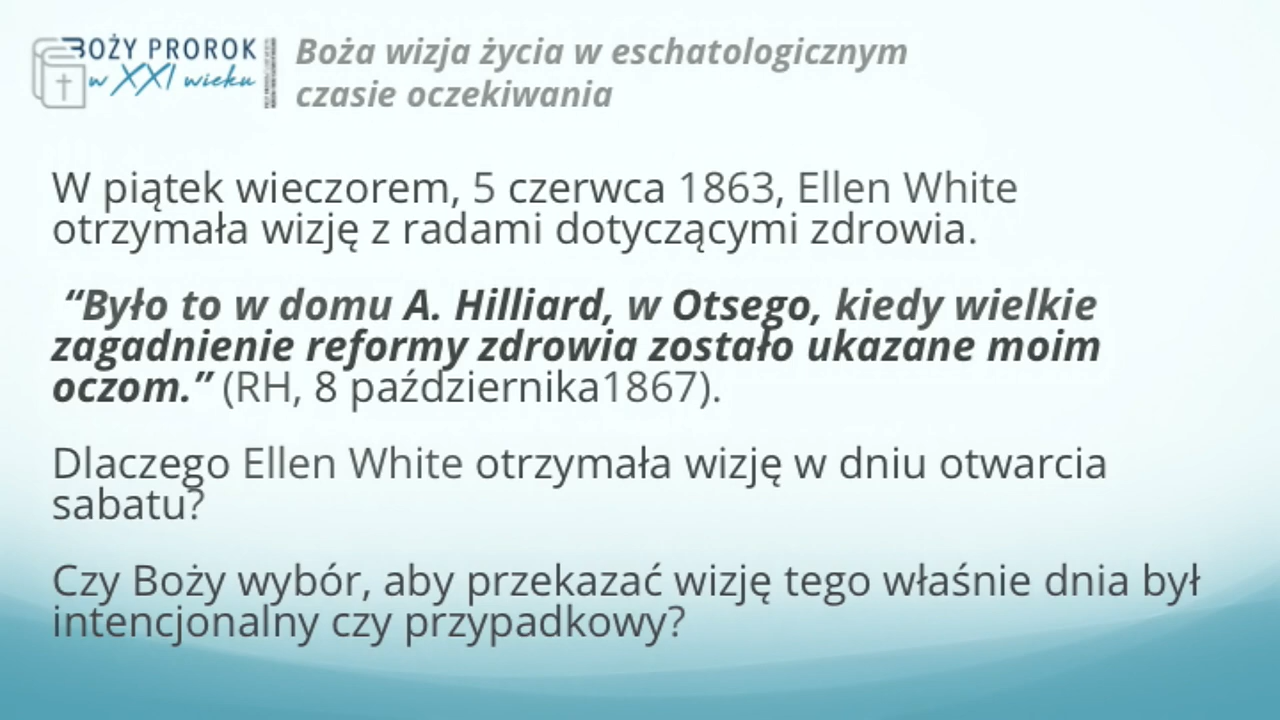 BOŻY PROROK
w XXI wieku
Boża wizja życia w eschatologicznym
czasie oczekiwania
W piątek wieczorem, 5 czerwca 1863, Ellen White
otrzymała wizję z radami dotyczącymi zdrowia.
“Było to w domu A. Hilliard, w Otsego, kiedy wielkie
zagadnienie reformy zdrowia zostało ukazane moim
oczom.” (RH, 8 października1867).
Dlaczego Ellen White otrzymała wizję w dniu otwarcia
sabatu?
Czy Boży wybór, aby przekazać wizję tego właśnie dnia był
intencjonalny czy przypadkowy?